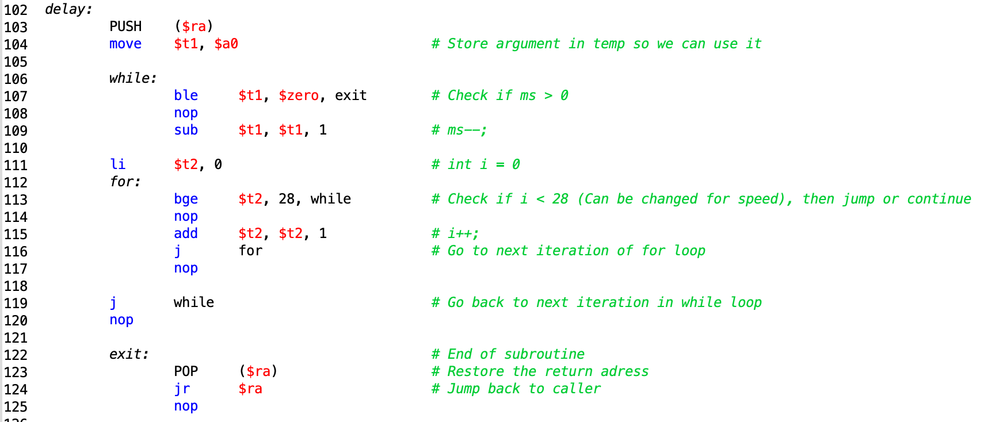 102 delay:
103 PUSH ($ra)
104 move $t1, $a0 # Store argument in temp so we can use it
105
106 while:
107 ble $t1, $zero, exit # Check if ms > 0
108 nop
109 sub $t1, $t1, 1 # ms--;
110
111 li $t2, 0 # int i = 0
112 for:
113 bge $t2, 28, while # Check if i < 28 (Can be changed for speed), then jump or continue
114 nop
115 add $t2, $t2, 1 # i++;
116 j for # Go to next iteration of for loop
117 nop
118
119 j while # Go back to next iteration in while loop
120 nop
121
122 exit: # End of subroutine
123 POP ($ra) # Restore the return adress
124 jr $ra # Jump back to caller
125 nop